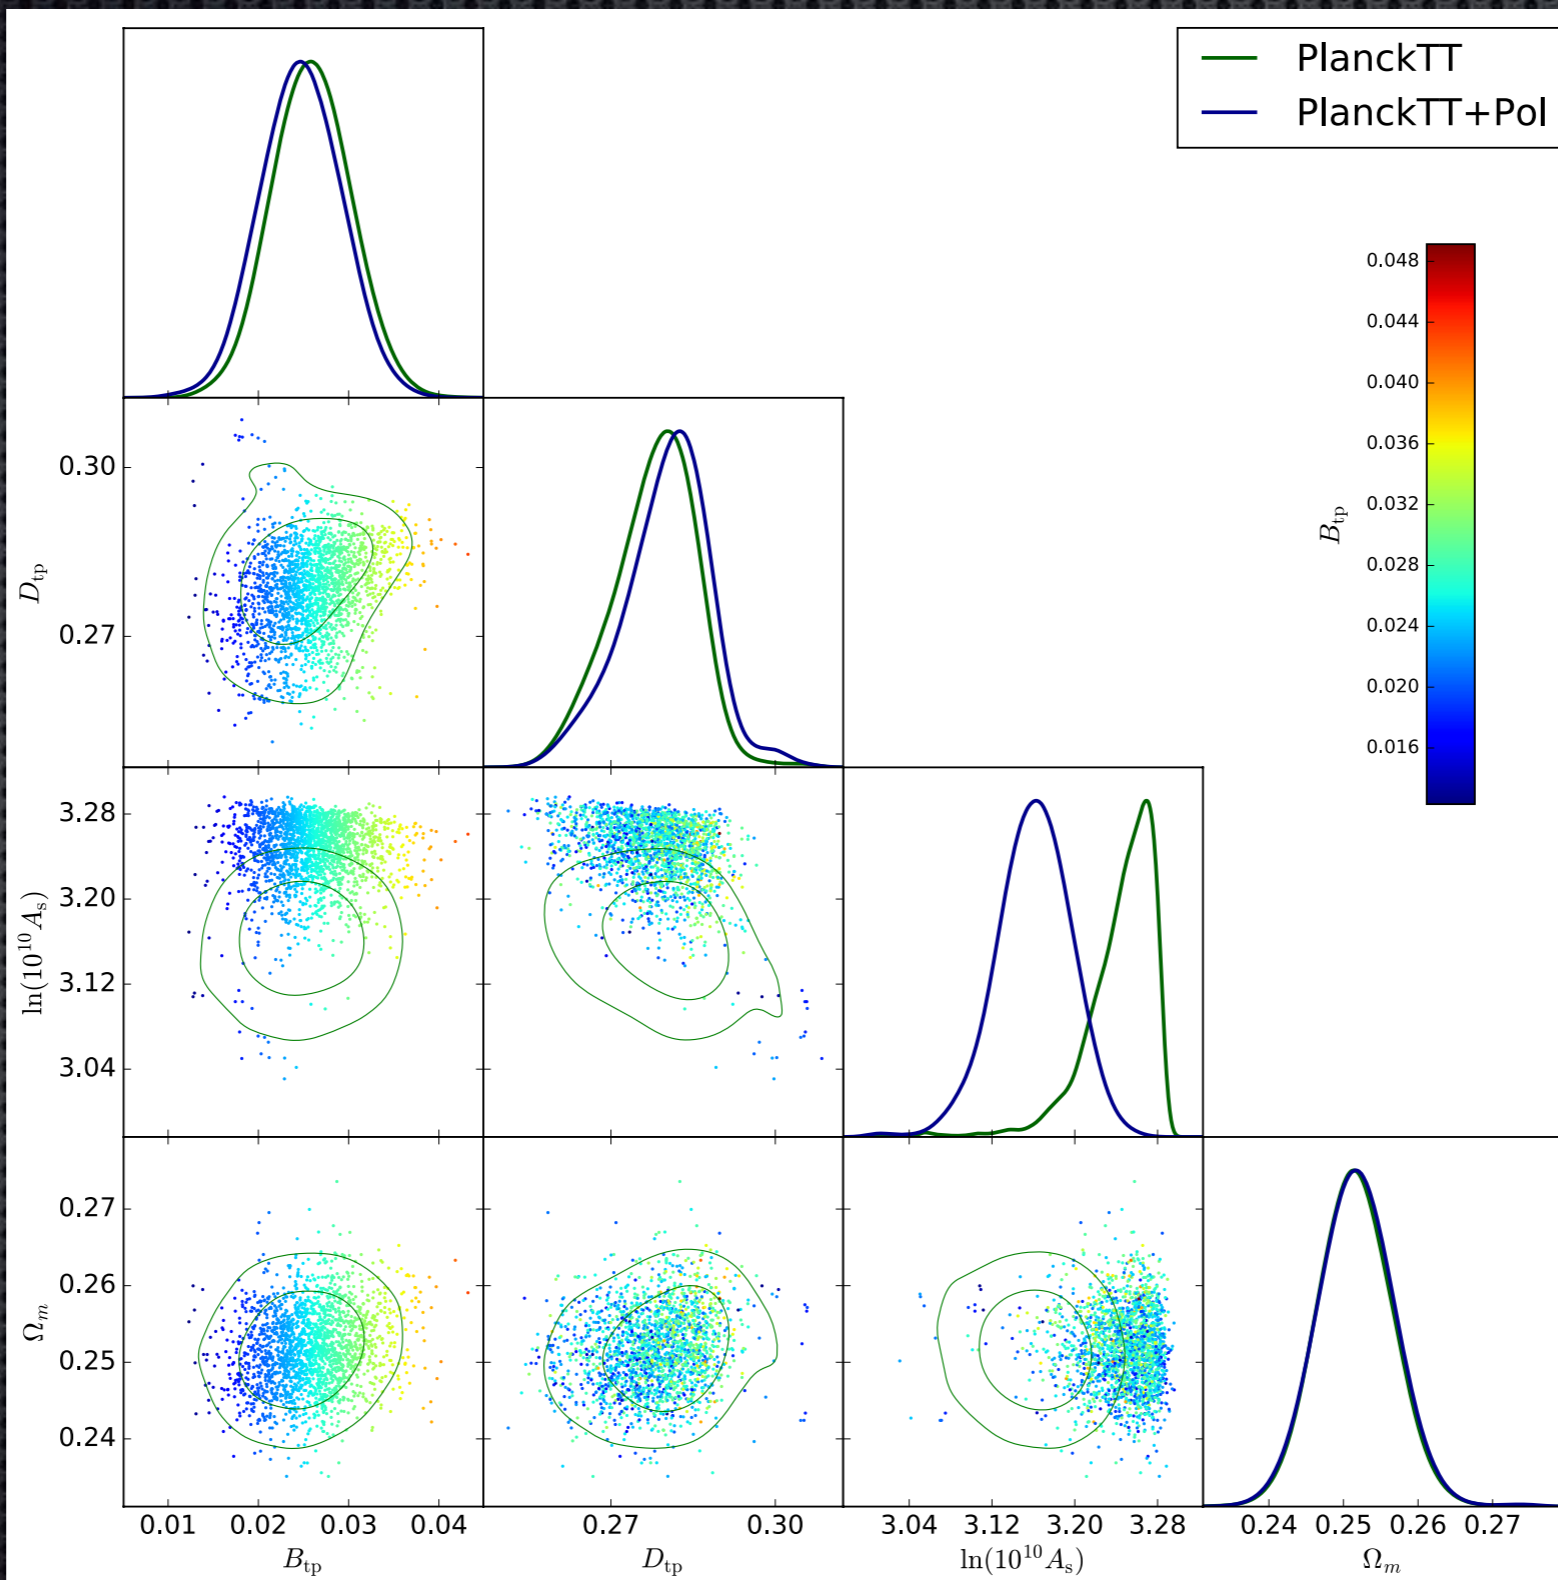 PlanckTT
PlanckTT+Pol
0.048
0.044
0.040
0.036
0.032
0.028
0.024
0.020
0.016
B_tp
0.30
0.27
D_tp
3.28
3.20
3.12
3.04
ln(10^10 A_s)
0.27
0.26
0.25
0.24
Ω_m
0.01 0.02 0.03 0.04 0.27 0.30 3.04 3.12 3.20 3.28 0.24 0.25 0.26 0.27
B_tp D_tp ln(10^10 A_s) Ω_m